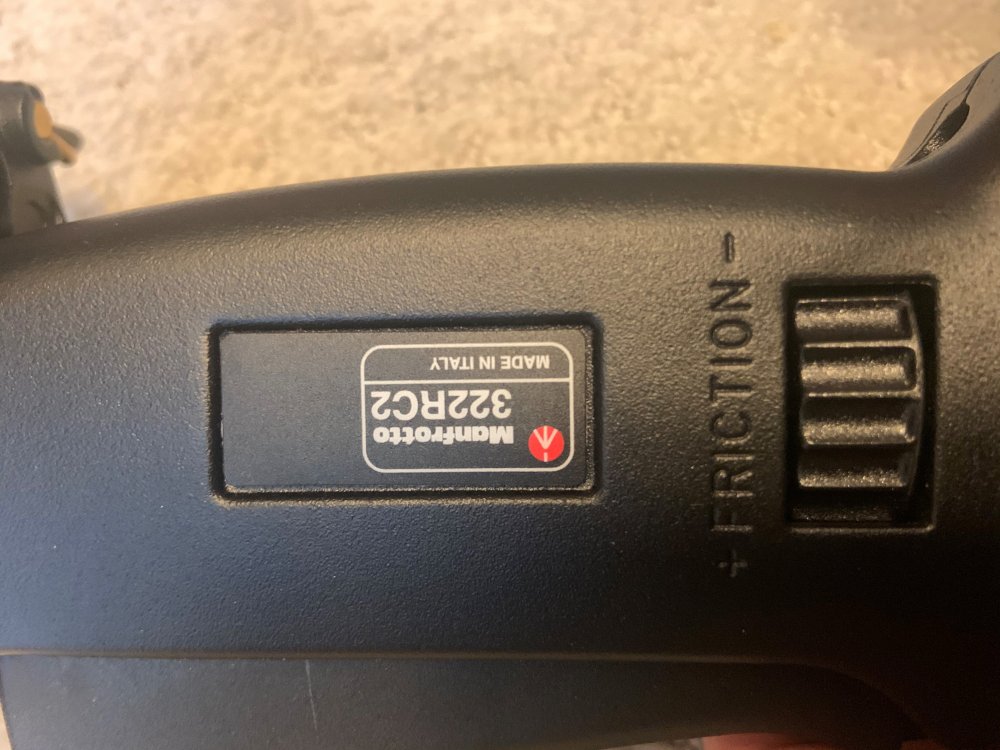 Manfrotto
322RC2
MADE IN ITALY
+ FRICTION -